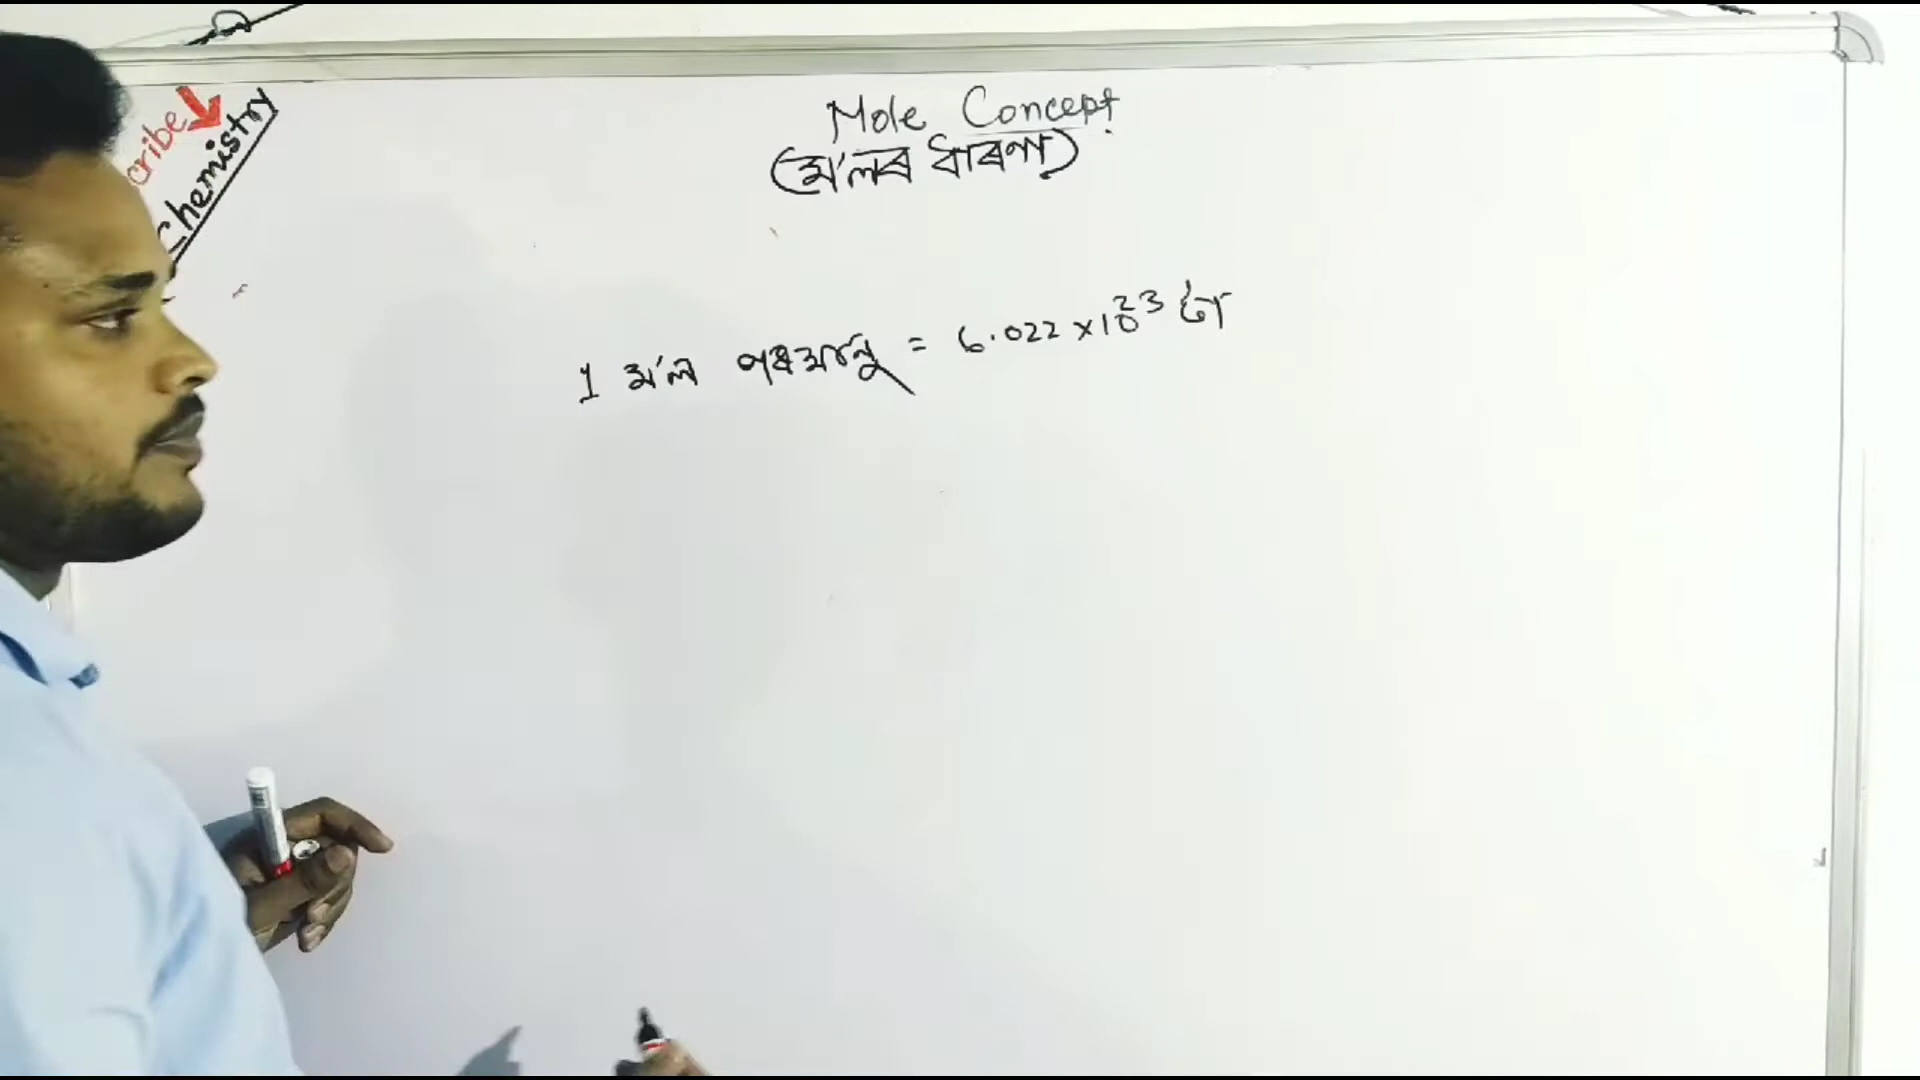 cribe
Chemistry
Mole Concept
(ম'লৰ ধাৰণা)
1 ম'ল পৰমাণু = 6.022 x 10²³ টা